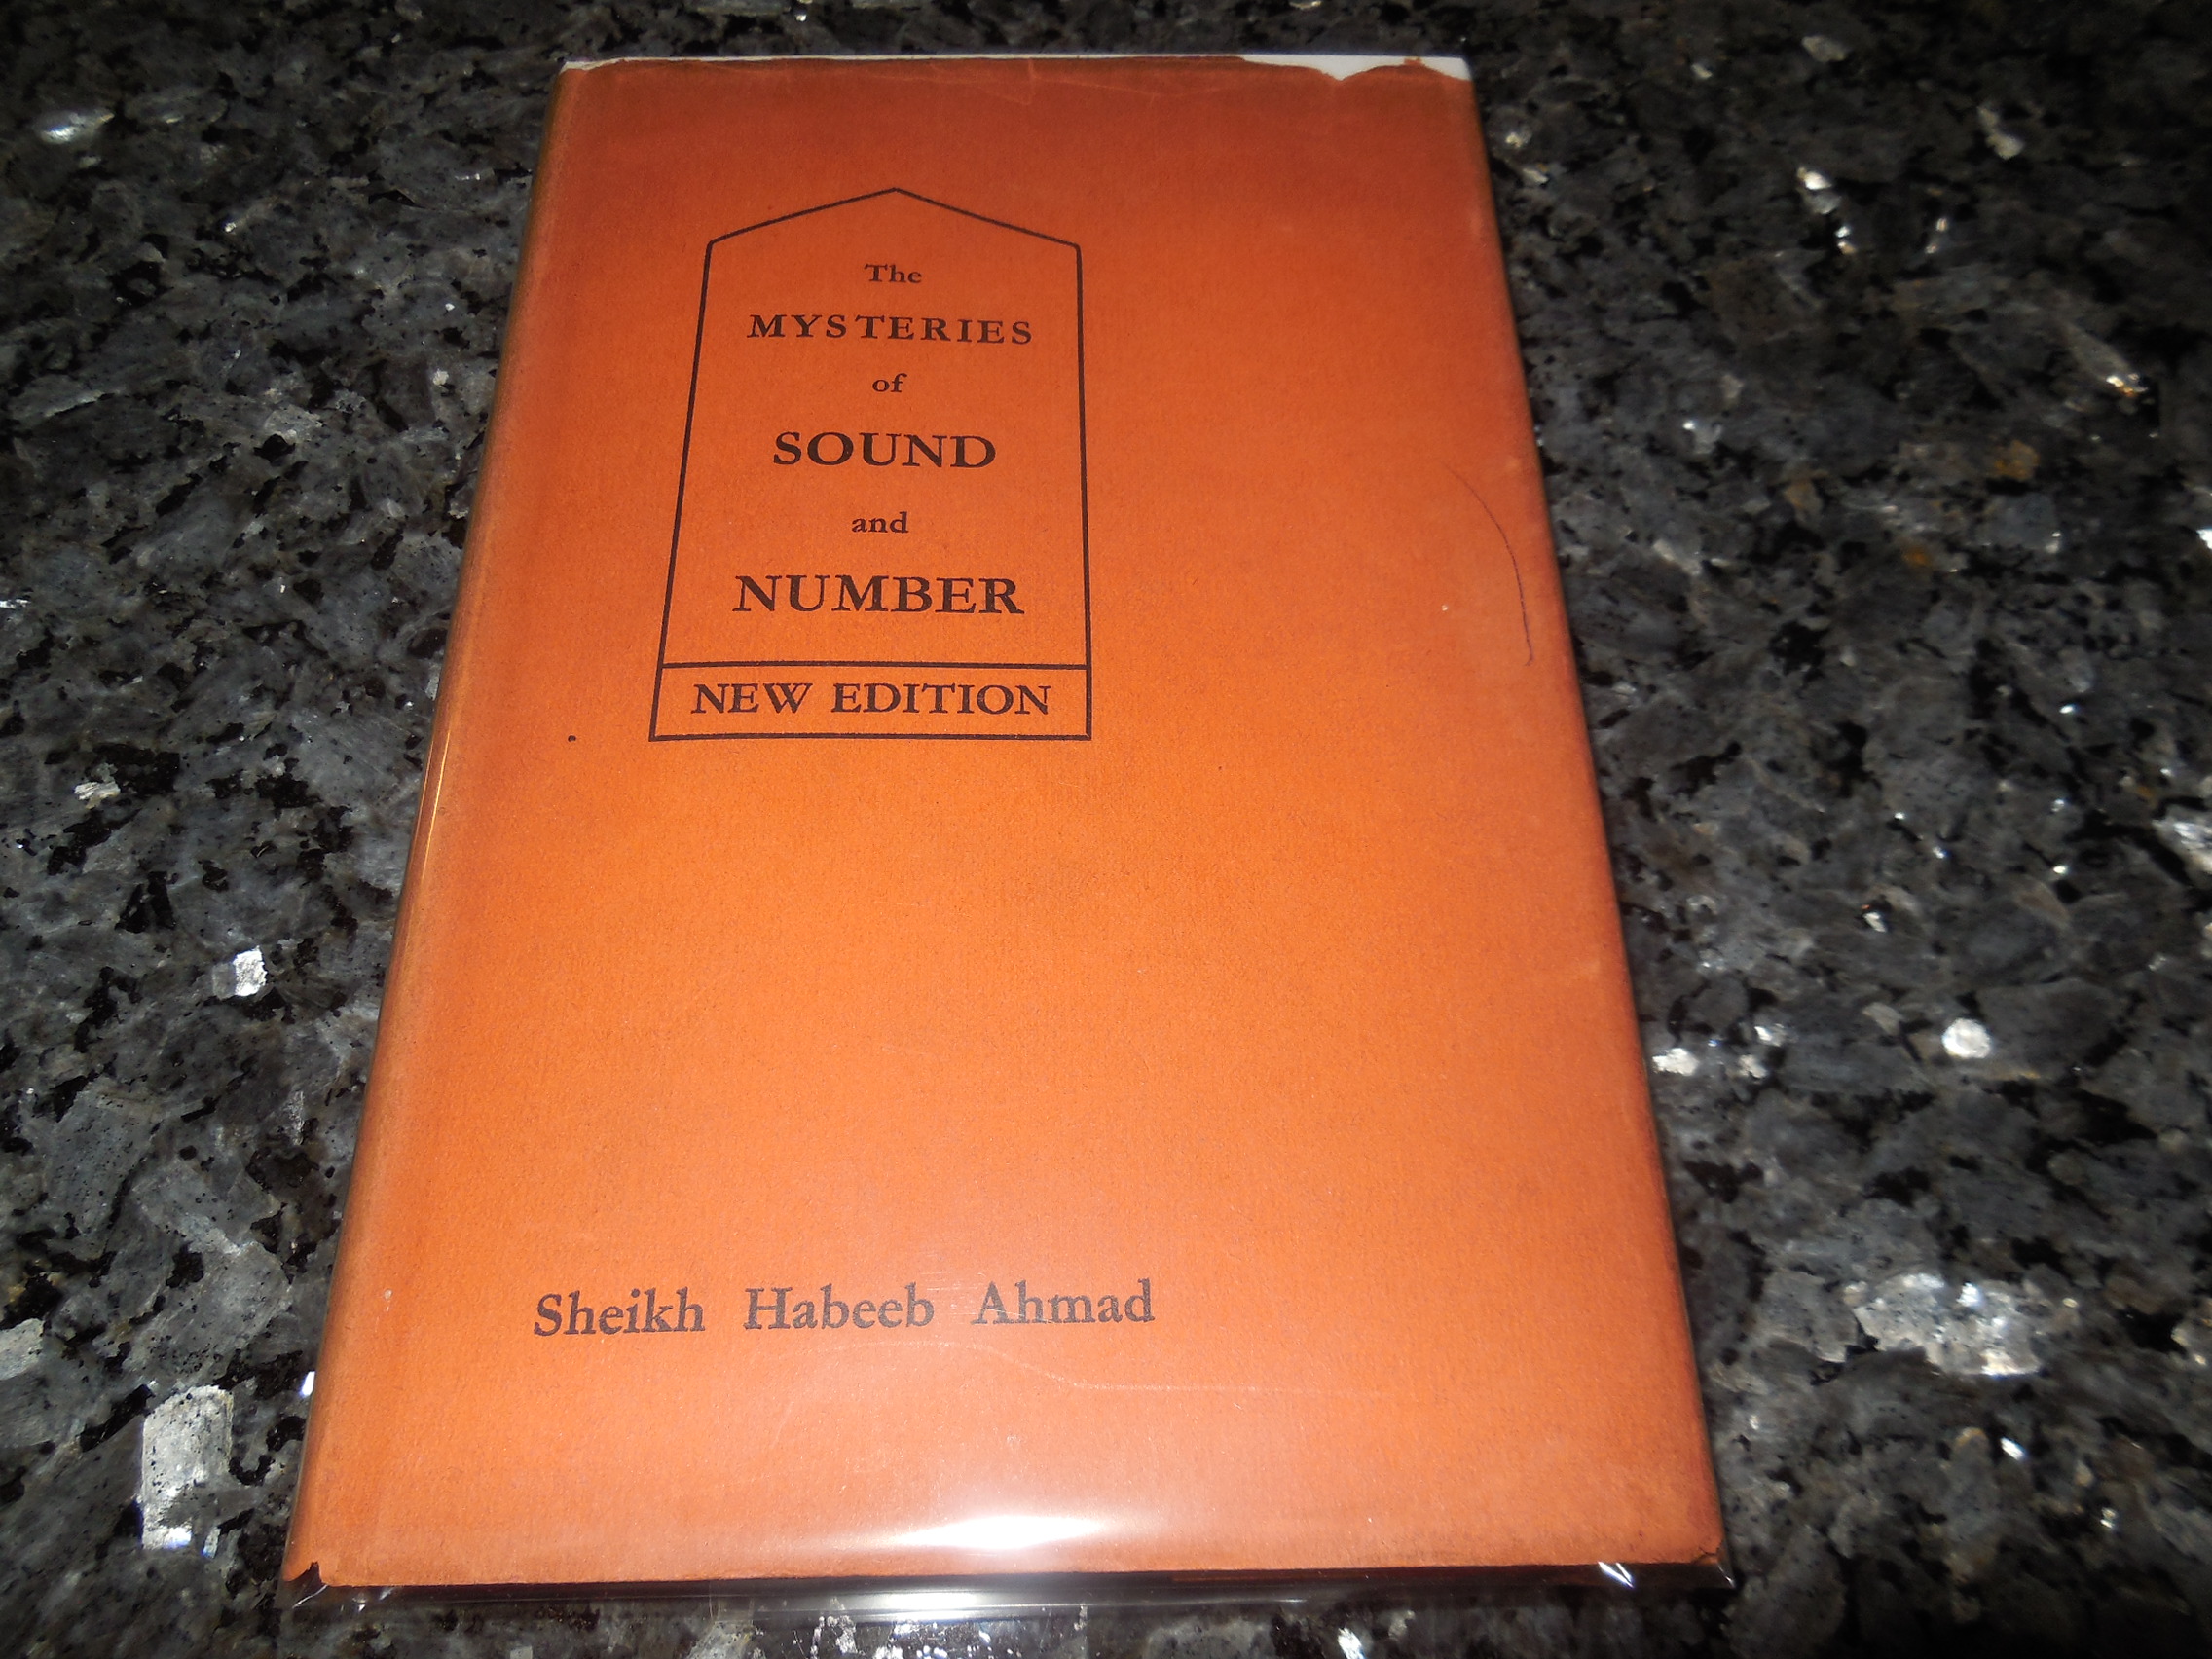 The
MYSTERIES
of
SOUND
and
NUMBER
NEW EDITION
Sheikh Habeeb Ahmad